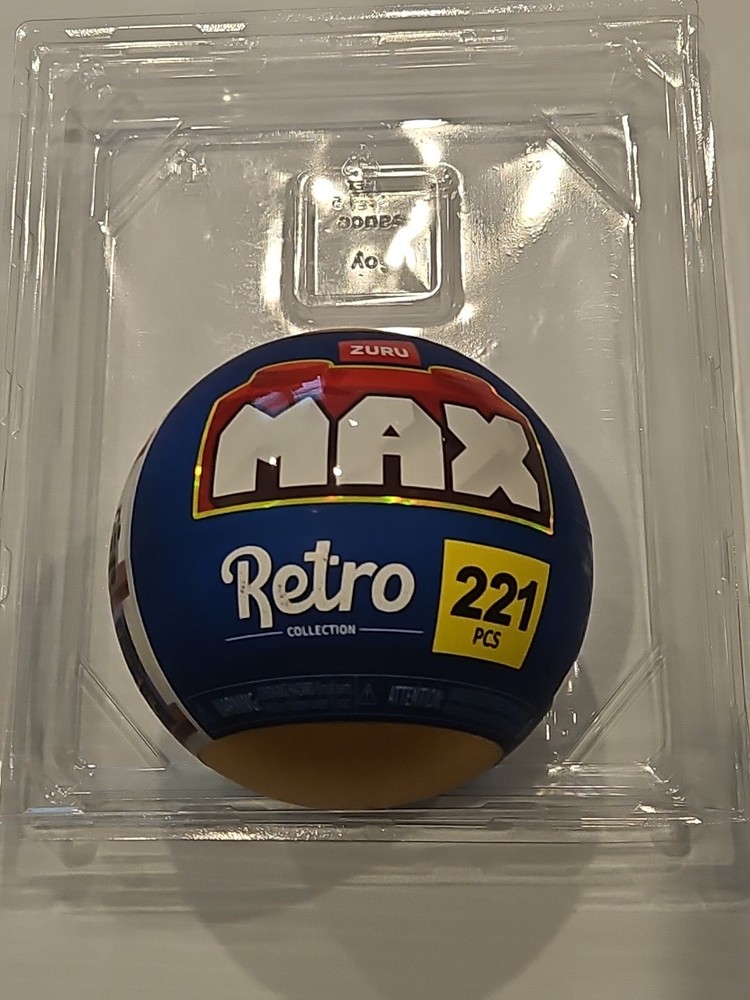 ZURU
MAX
Retro
COLLECTION
221
PCS
WARNING
ATTENTION